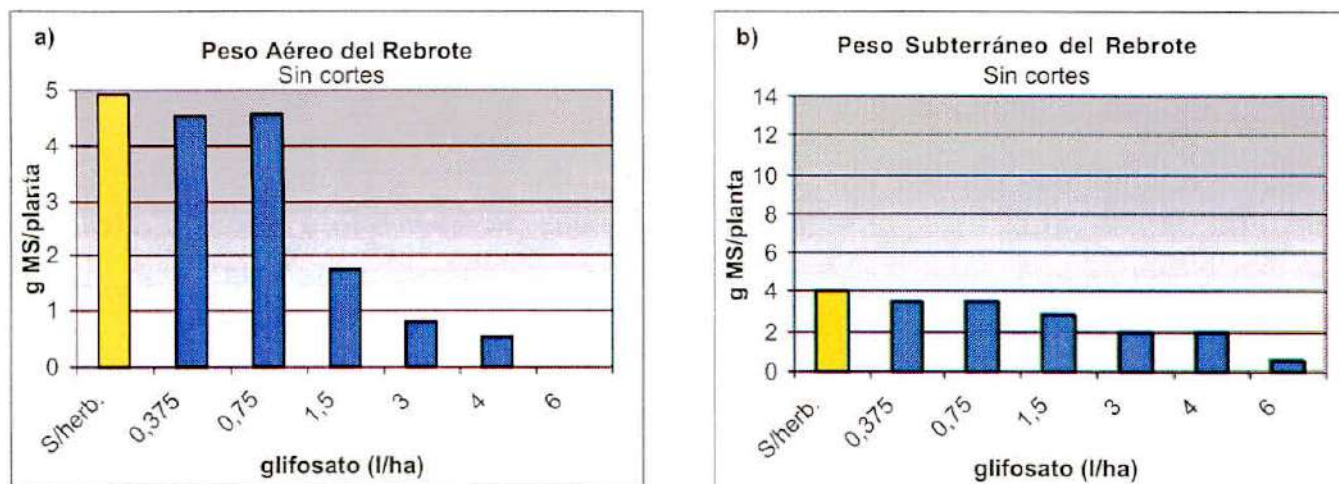 a)
Peso Aéreo del Rebrote
Sin cortes
g MS/planta
5
4
3
2
1
0
S/herb.
0,375
0,75
1,5
3
4
6
glifosato (l/ha)
b)
Peso Subterráneo del Rebrote
Sin cortes
g MS/planta
14
12
10
8
6
4
2
0
S/herb.
0,375
0,75
1,5
3
4
6
glifosato (l/ha)